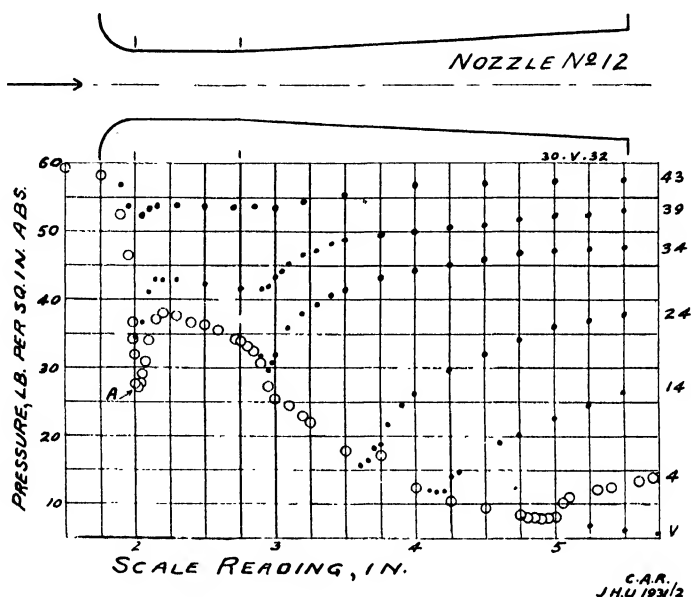 NOZZLE Nº 12
30.V.32
PRESSURE, LB. PER SQ. IN. ABS.
60
50
40
30
20
10
A
43
39
34
24
14
4
V
2
3
4
5
SCALE READING, IN.
C.A.R.
J.H.U 1931/2